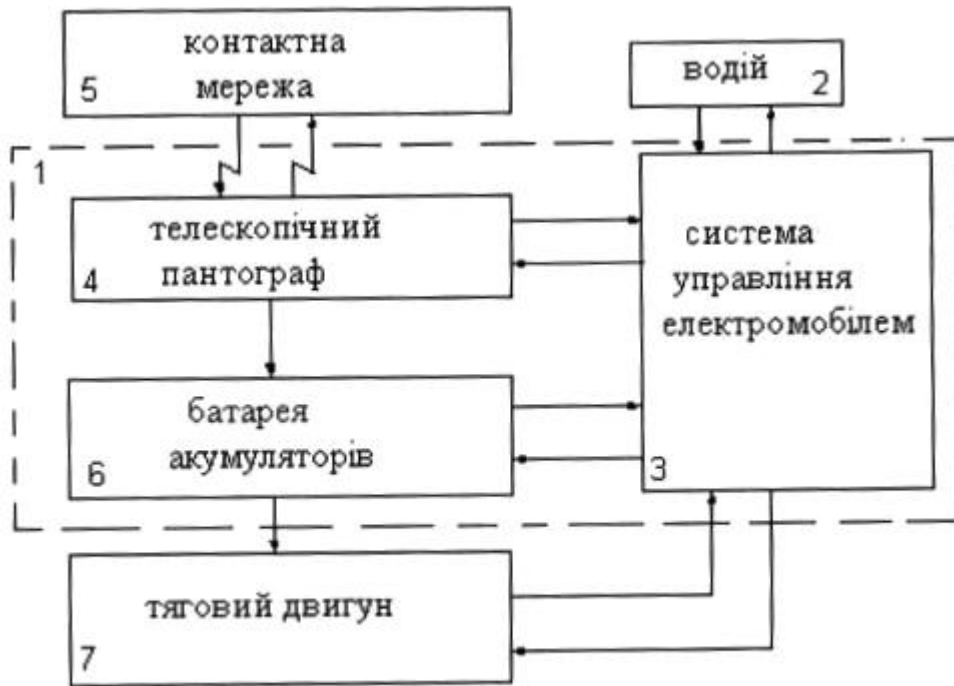 контактна
мережа
5
водій
2
1
телескопічний
пантограф
4
система
управління
електромобілем
3
батарея
акумуляторів
6
тяговий двигун
7